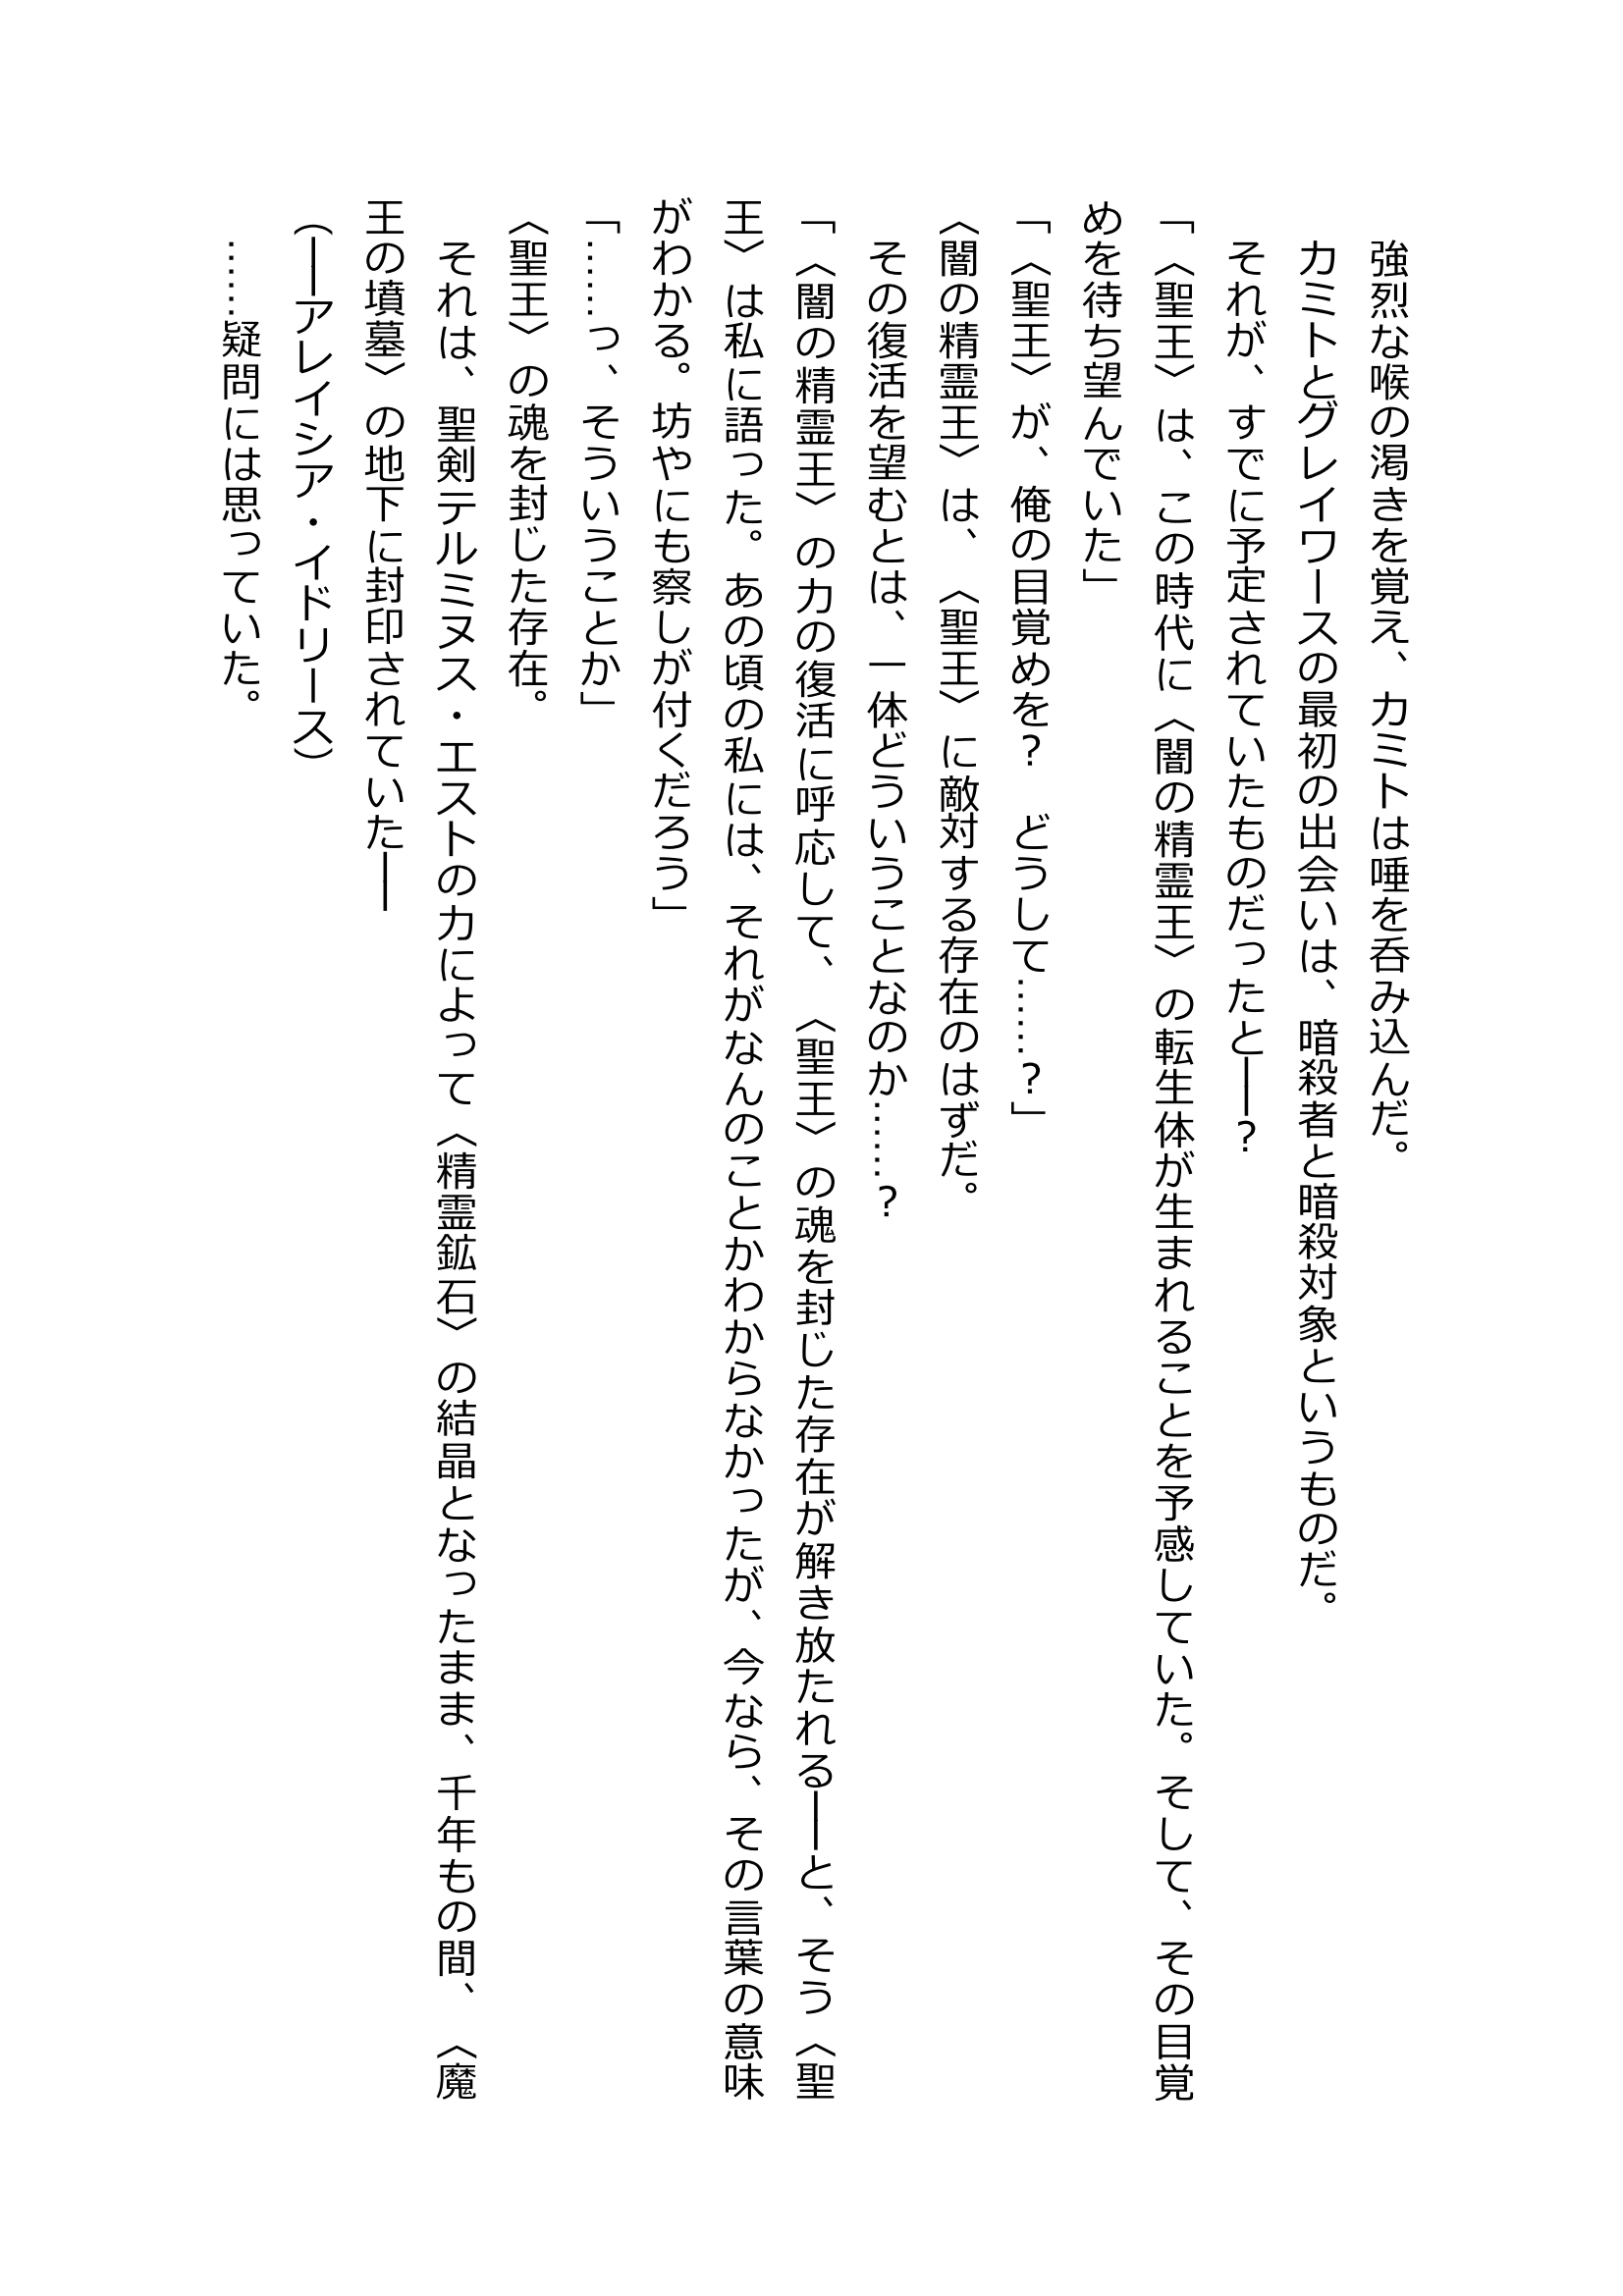 強烈な喉の渇きを覚え、カミトは唾を呑み込んだ。
　カミトとグレイワースの最初の出会いは、暗殺者と暗殺対象というものだ。
　それが、すでに予定されていたものだったと――？
「〈聖王〉は、この時代に〈闇の精霊王〉の転生体が生まれることを予感していた。そして、その目覚
めを待ち望んでいた」
「〈聖王〉が、俺の目覚めを？　どうして……？」
〈闇の精霊王〉は、〈聖王〉に敵対する存在のはずだ。
　その復活を望むとは、一体どういうことなのか……？
「〈闇の精霊王〉の力の復活に呼応して、〈聖王〉の魂を封じた存在が解き放たれる――と、そう〈聖
王〉は私に語った。あの頃の私には、それがなんのことかわからなかったが、今なら、その言葉の意味
がわかる。坊やにも察しが付くだろう」
「……っ、そういうことか」
〈聖王〉の魂を封じた存在。
　それは、聖剣テルミヌス・エストの力によって〈精霊鉱石〉の結晶となったまま、千年もの間、〈魔
王の墳墓〉の地下に封印されていた――
（――アレイシア・イドリース）
　……疑問には思っていた。